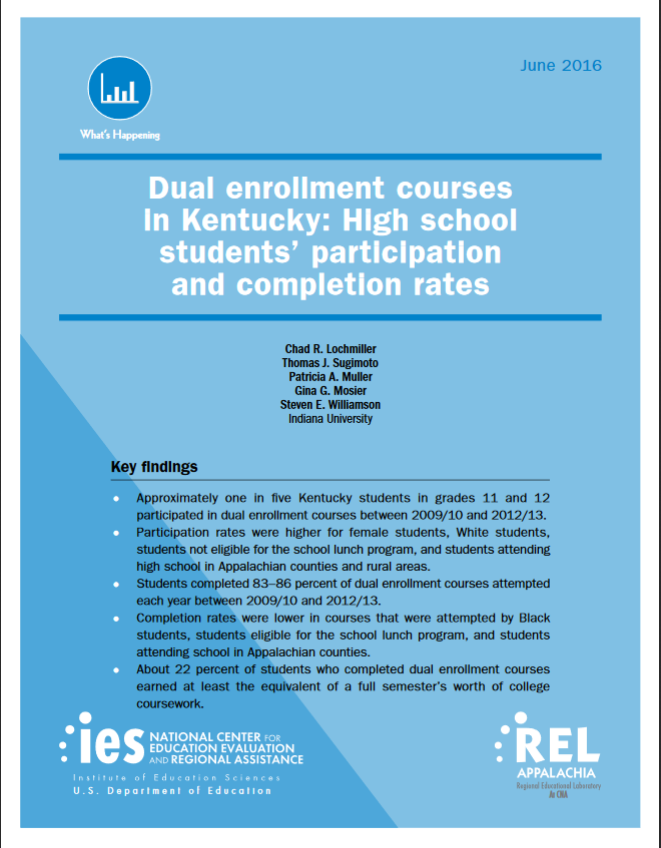 June 2016
What's Happening
Dual enrollment courses
in Kentucky: High school
students' participation
and completion rates
Chad R. Lochmiller
Thomas J. Sugimoto
Patricia A. Muller
Gina G. Mosier
Steven E. Williamson
Indiana University
Key findings
• Approximately one in five Kentucky students in grades 11 and 12
participated in dual enrollment courses between 2009/10 and 2012/13.
• Participation rates were higher for female students, White students,
students not eligible for the school lunch program, and students attending
high school in Appalachian counties and rural areas.
• Students completed 83–86 percent of dual enrollment courses attempted
each year between 2009/10 and 2012/13.
• Completion rates were lower in courses that were attempted by Black
students, students eligible for the school lunch program, and students
attending school in Appalachian counties.
• About 22 percent of students who completed dual enrollment courses
earned at least the equivalent of a full semester's worth of college
coursework.
ies NATIONAL CENTER FOR
EDUCATION EVALUATION
AND REGIONAL ASSISTANCE
Institute of Education Sciences
U.S. Department of Education
REL
APPALACHIA
Regional Educational Laboratory
At CNA